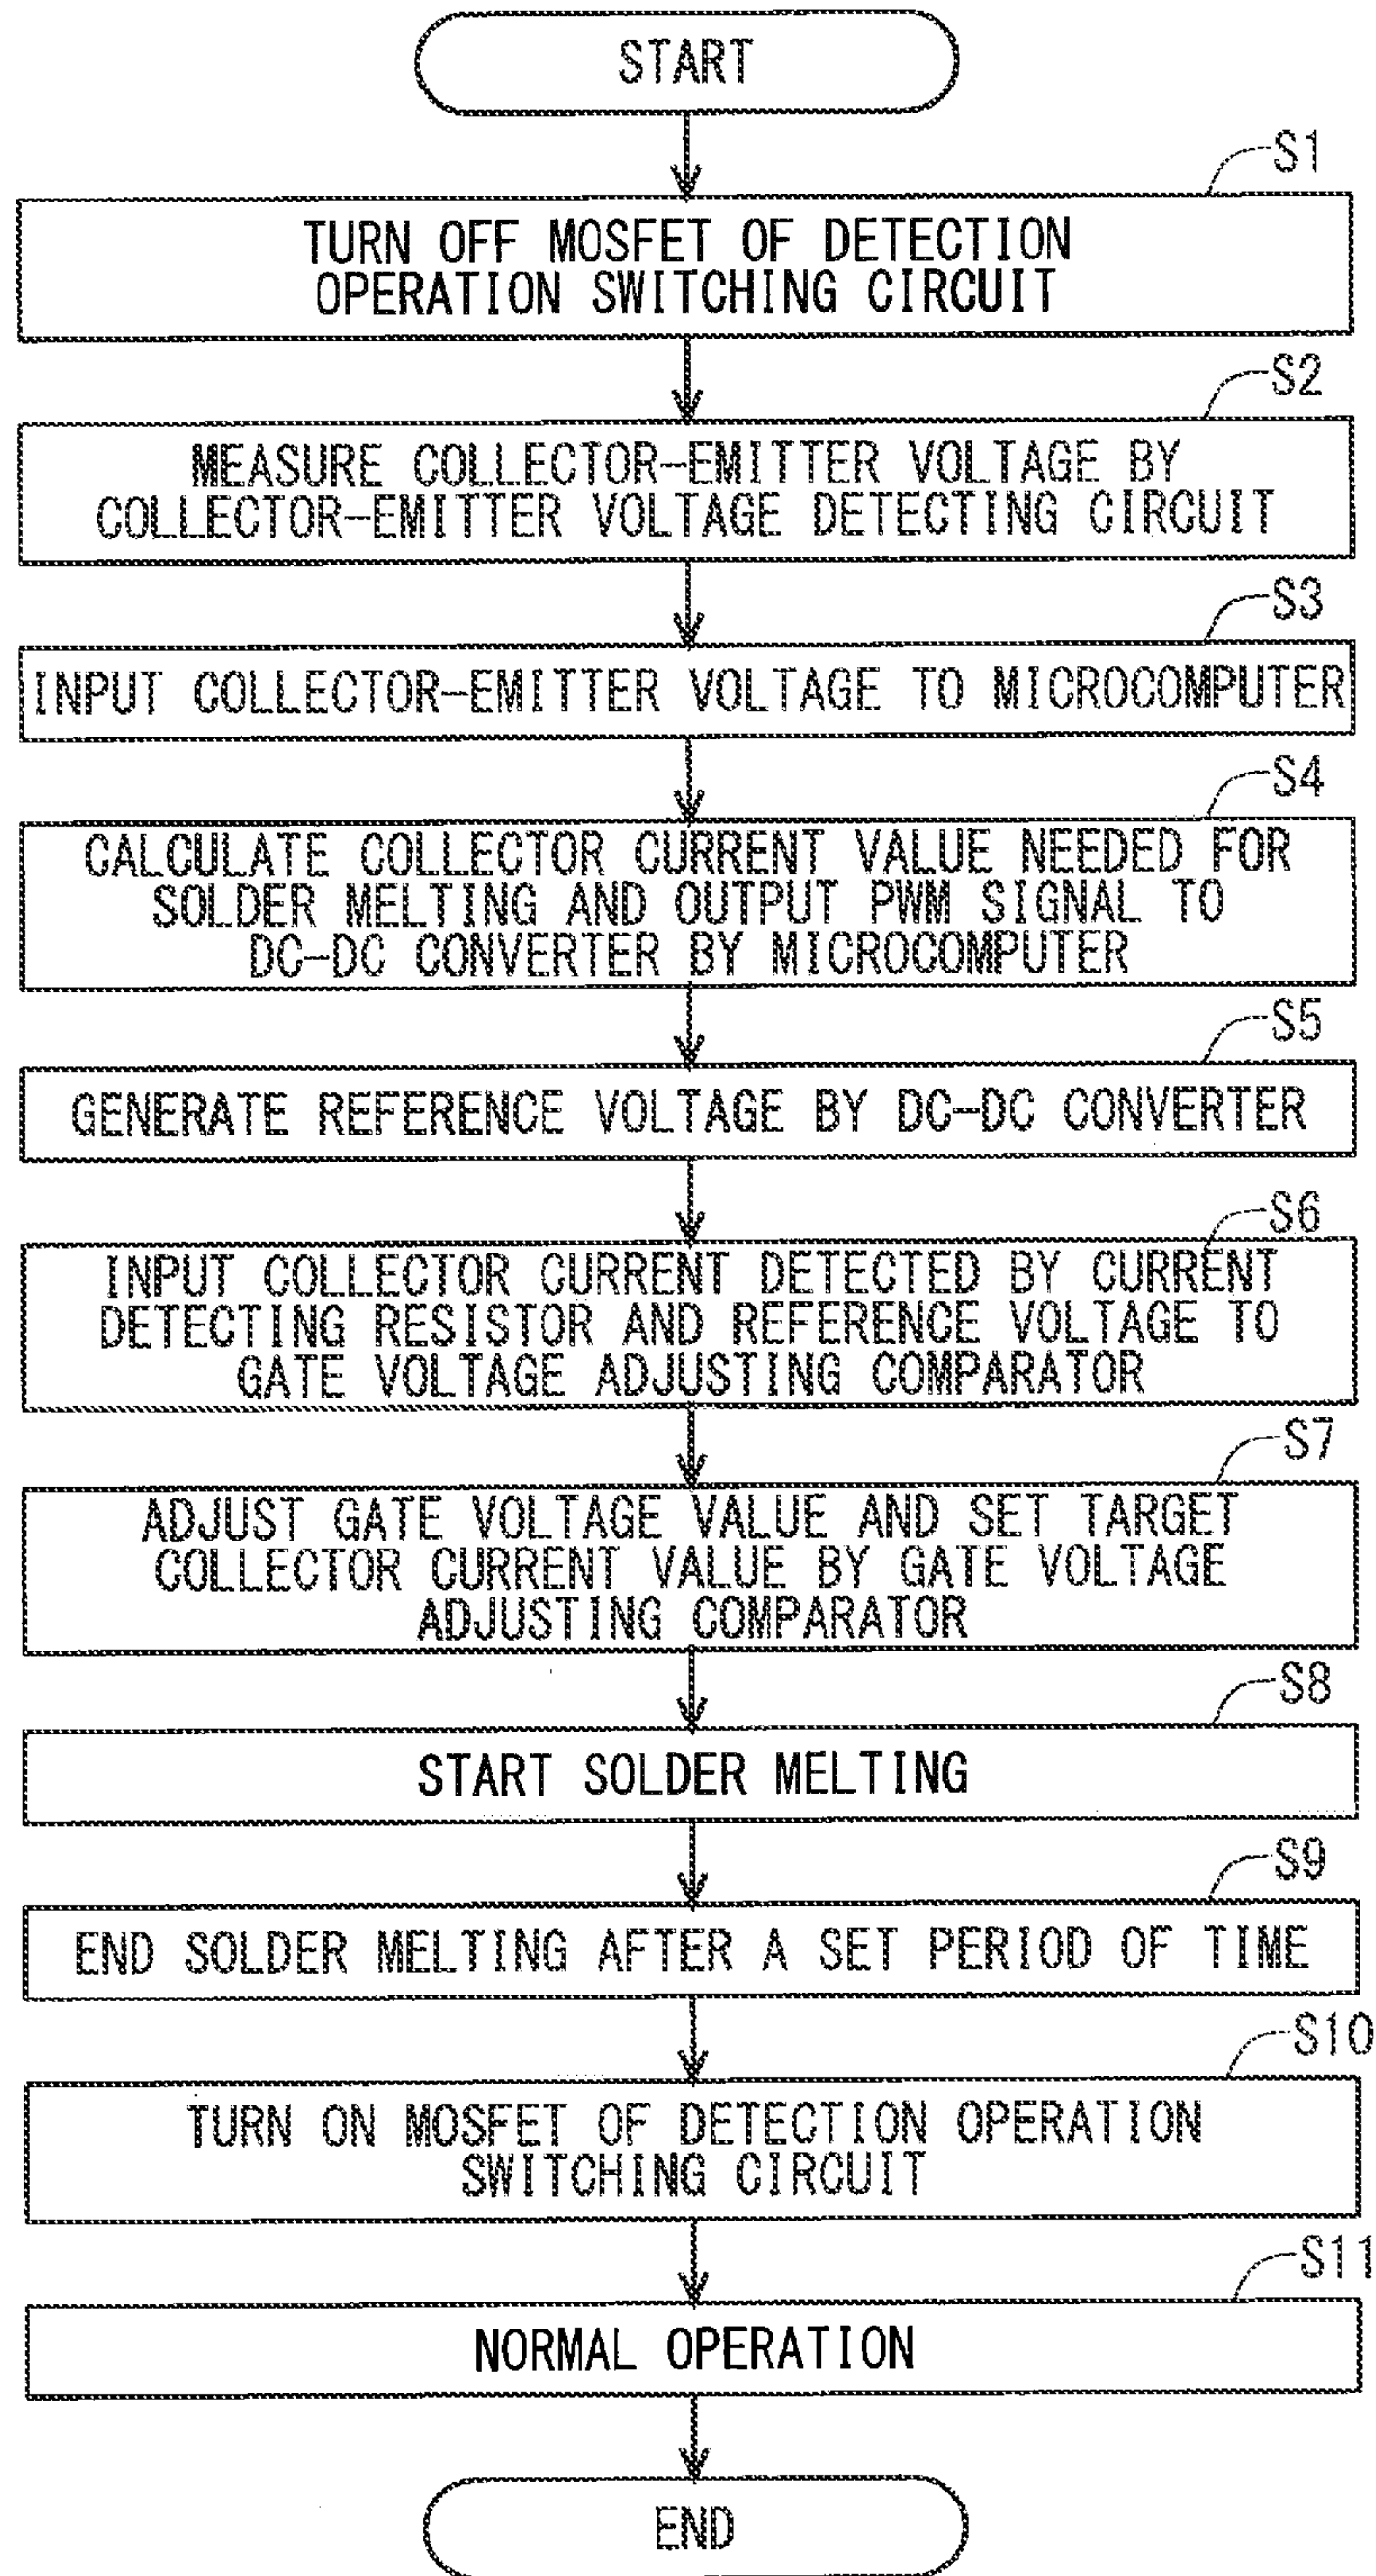 START
S1
TURN OFF MOSFET OF DETECTION
OPERATION SWITCHING CIRCUIT
S2
MEASURE COLLECTOR-EMITTER VOLTAGE BY
COLLECTOR-EMITTER VOLTAGE DETECTING CIRCUIT
S3
INPUT COLLECTOR-EMITTER VOLTAGE TO MICROCOMPUTER
S4
CALCULATE COLLECTOR CURRENT VALUE NEEDED FOR
SOLDER MELTING AND OUTPUT PWM SIGNAL TO
DC-DC CONVERTER BY MICROCOMPUTER
S5
GENERATE REFERENCE VOLTAGE BY DC-DC CONVERTER
S6
INPUT COLLECTOR CURRENT DETECTED BY CURRENT
DETECTING RESISTOR AND REFERENCE VOLTAGE TO
GATE VOLTAGE ADJUSTING COMPARATOR
S7
ADJUST GATE VOLTAGE VALUE AND SET TARGET
COLLECTOR CURRENT VALUE BY GATE VOLTAGE
ADJUSTING COMPARATOR
S8
START SOLDER MELTING
S9
END SOLDER MELTING AFTER A SET PERIOD OF TIME
S10
TURN ON MOSFET OF DETECTION OPERATION
SWITCHING CIRCUIT
S11
NORMAL OPERATION
END